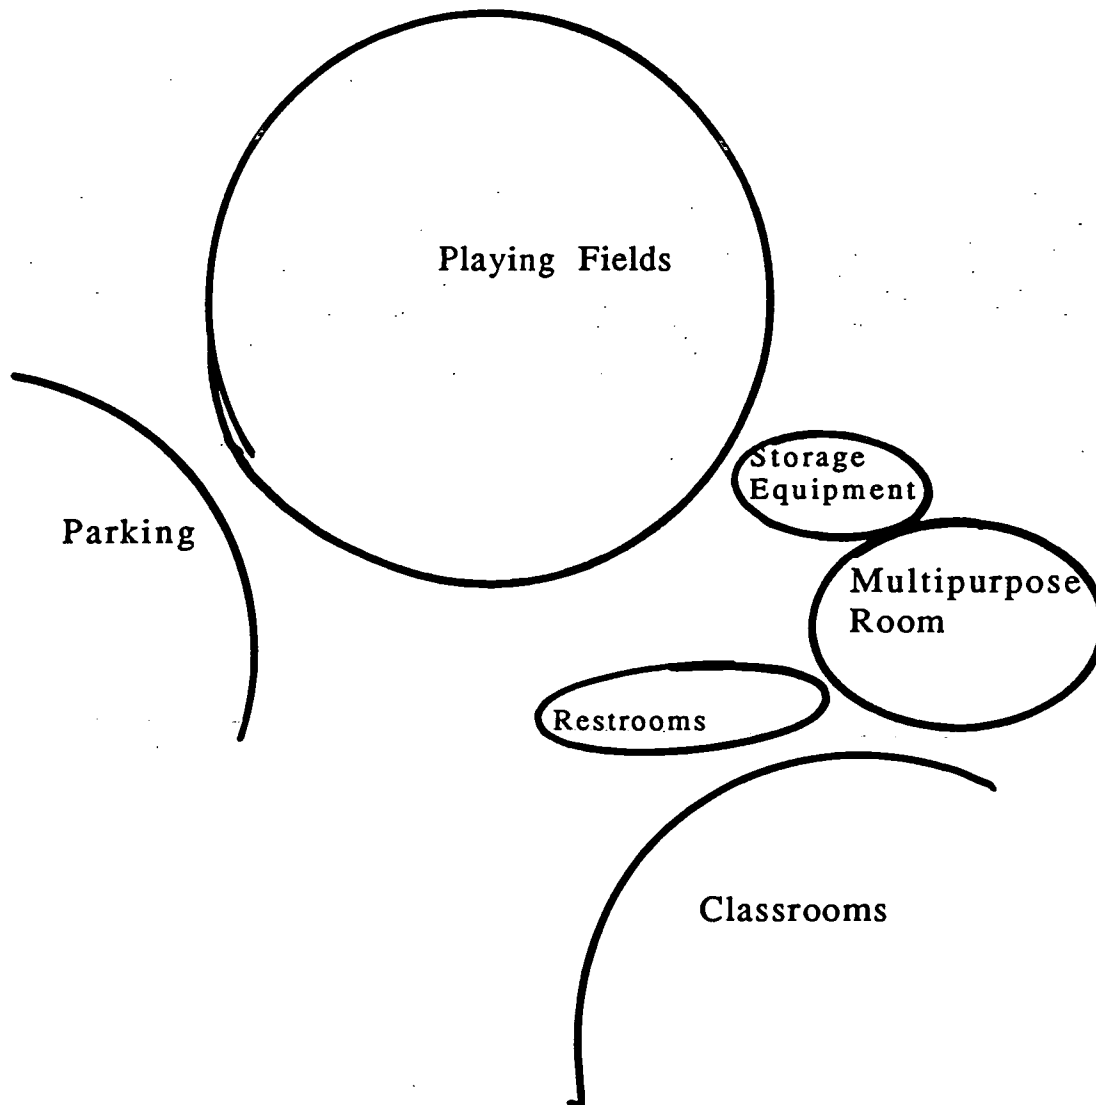 Playing Fields
Storage
Equipment
Parking
Multipurpose
Room
Restrooms
Classrooms